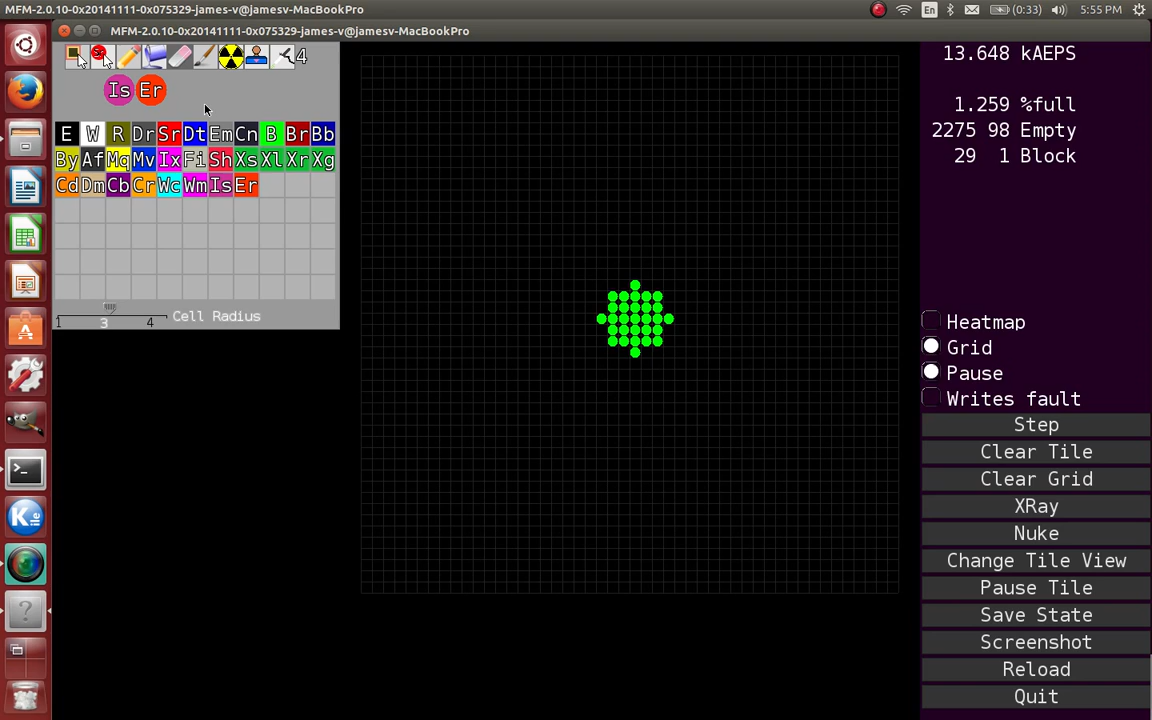 MFM-2.0.10-0x20141111-0x075329-james-v@jamesv-MacBookPro
En (0:33) 5:55 PM
MFM-2.0.10-20141111-0x075329-james-v@jamesv-MacBookPro
4
Is Er
E W R Dr Sr Dt Em Cn B Br Bb
By Af Mq Mv Ix Fi Sh Xs Xl Xr Xg
Cd Dm Cb Cr Wc Wm Is Er
Cell Radius
1 3 4
13.648 kAEPS
1.259 %full
2275 98 Empty
29 1 Block
Heatmap
Grid
Pause
Writes fault
Step
Clear Tile
Clear Grid
XRay
Nuke
Change Tile View
Pause Tile
Save State
Screenshot
Reload
Quit